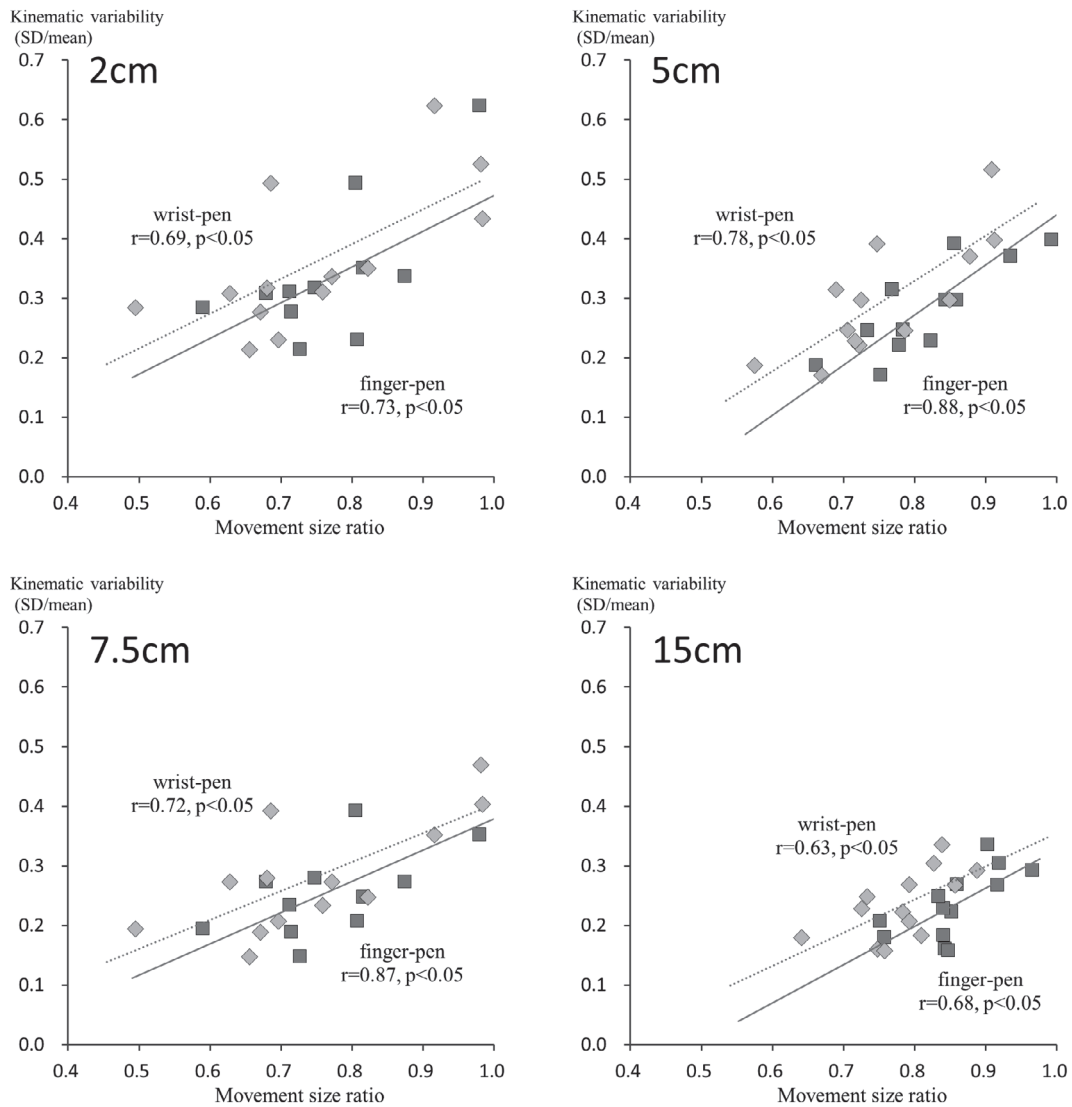 Kinematic variability
(SD/mean)
0.7
0.6
0.5
0.4
0.3
0.2
0.1
0.0
2cm
wrist-pen
r=0.69, p<0.05
finger-pen
r=0.73, p<0.05
0.4 0.5 0.6 0.7 0.8 0.9 1.0
Movement size ratio
Kinematic variability
(SD/mean)
0.7
0.6
0.5
0.4
0.3
0.2
0.1
0.0
5cm
wrist-pen
r=0.78, p<0.05
finger-pen
r=0.88, p<0.05
0.4 0.5 0.6 0.7 0.8 0.9 1.0
Movement size ratio
Kinematic variability
(SD/mean)
0.7
0.6
0.5
0.4
0.3
0.2
0.1
0.0
7.5cm
wrist-pen
r=0.72, p<0.05
finger-pen
r=0.87, p<0.05
0.4 0.5 0.6 0.7 0.8 0.9 1.0
Movement size ratio
Kinematic variability
(SD/mean)
0.7
0.6
0.5
0.4
0.3
0.2
0.1
0.0
15cm
wrist-pen
r=0.63, p<0.05
finger-pen
r=0.68, p<0.05
0.4 0.5 0.6 0.7 0.8 0.9 1.0
Movement size ratio